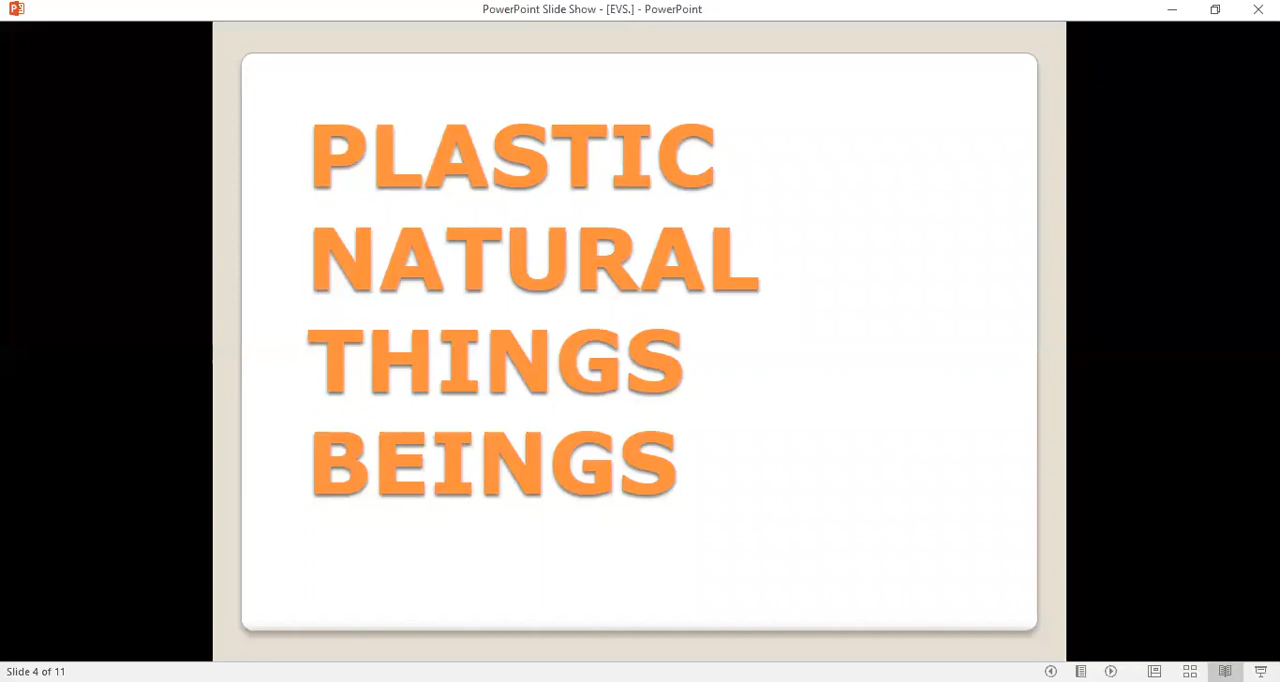 PowerPoint Slide Show - [EVS.] - PowerPoint
PLASTIC
NATURAL
THINGS
BEINGS
Slide 4 of 11